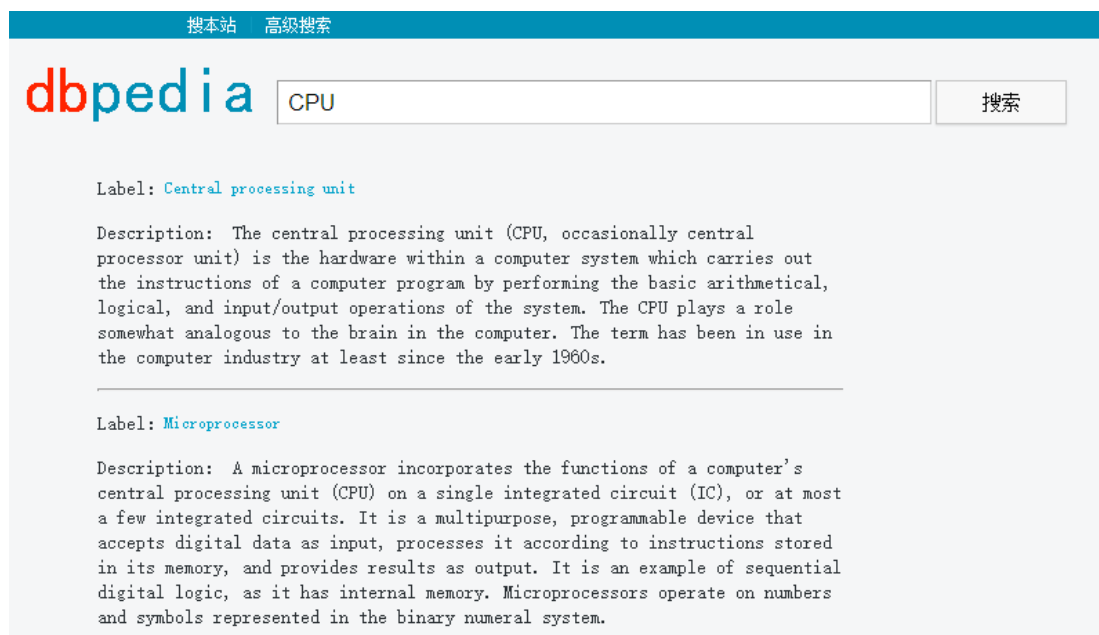 搜本站 高级搜索
dbpedia CPU 搜索
Label: Central processing unit
Description: The central processing unit (CPU, occasionally central
processor unit) is the hardware within a computer system which carries out
the instructions of a computer program by performing the basic arithmetical,
logical, and input/output operations of the system. The CPU plays a role
somewhat analogous to the brain in the computer. The term has been in use in
the computer industry at least since the early 1960s.
Label: Microprocessor
Description: A microprocessor incorporates the functions of a computer's
central processing unit (CPU) on a single integrated circuit (IC), or at most
a few integrated circuits. It is a multipurpose, programmable device that
accepts digital data as input, processes it according to instructions stored
in its memory, and provides results as output. It is an example of sequential
digital logic, as it has internal memory. Microprocessors operate on numbers
and symbols represented in the binary numeral system.